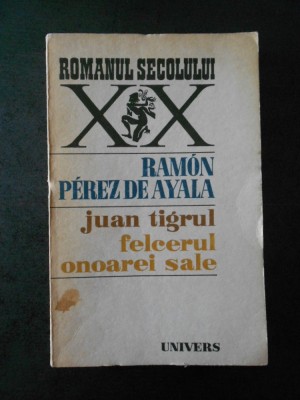 ROMANUL SECOLULUI
XX
RAMÓN
PÉREZ DE AYALA
juan tigrul
felcerul
onoarei sale
UNIVERS